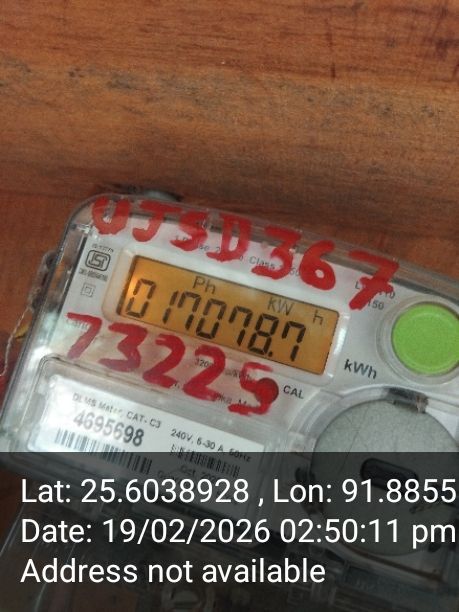 UJSD367
Ph kW h
017078.7
kWh
73225
CAL
DLMS Meter, CAT- C3
4695698
240V, 6-30 A, 50Hz
Lat: 25.6038928 , Lon: 91.8855
Date: 19/02/2026 02:50:11 pm
Address not available